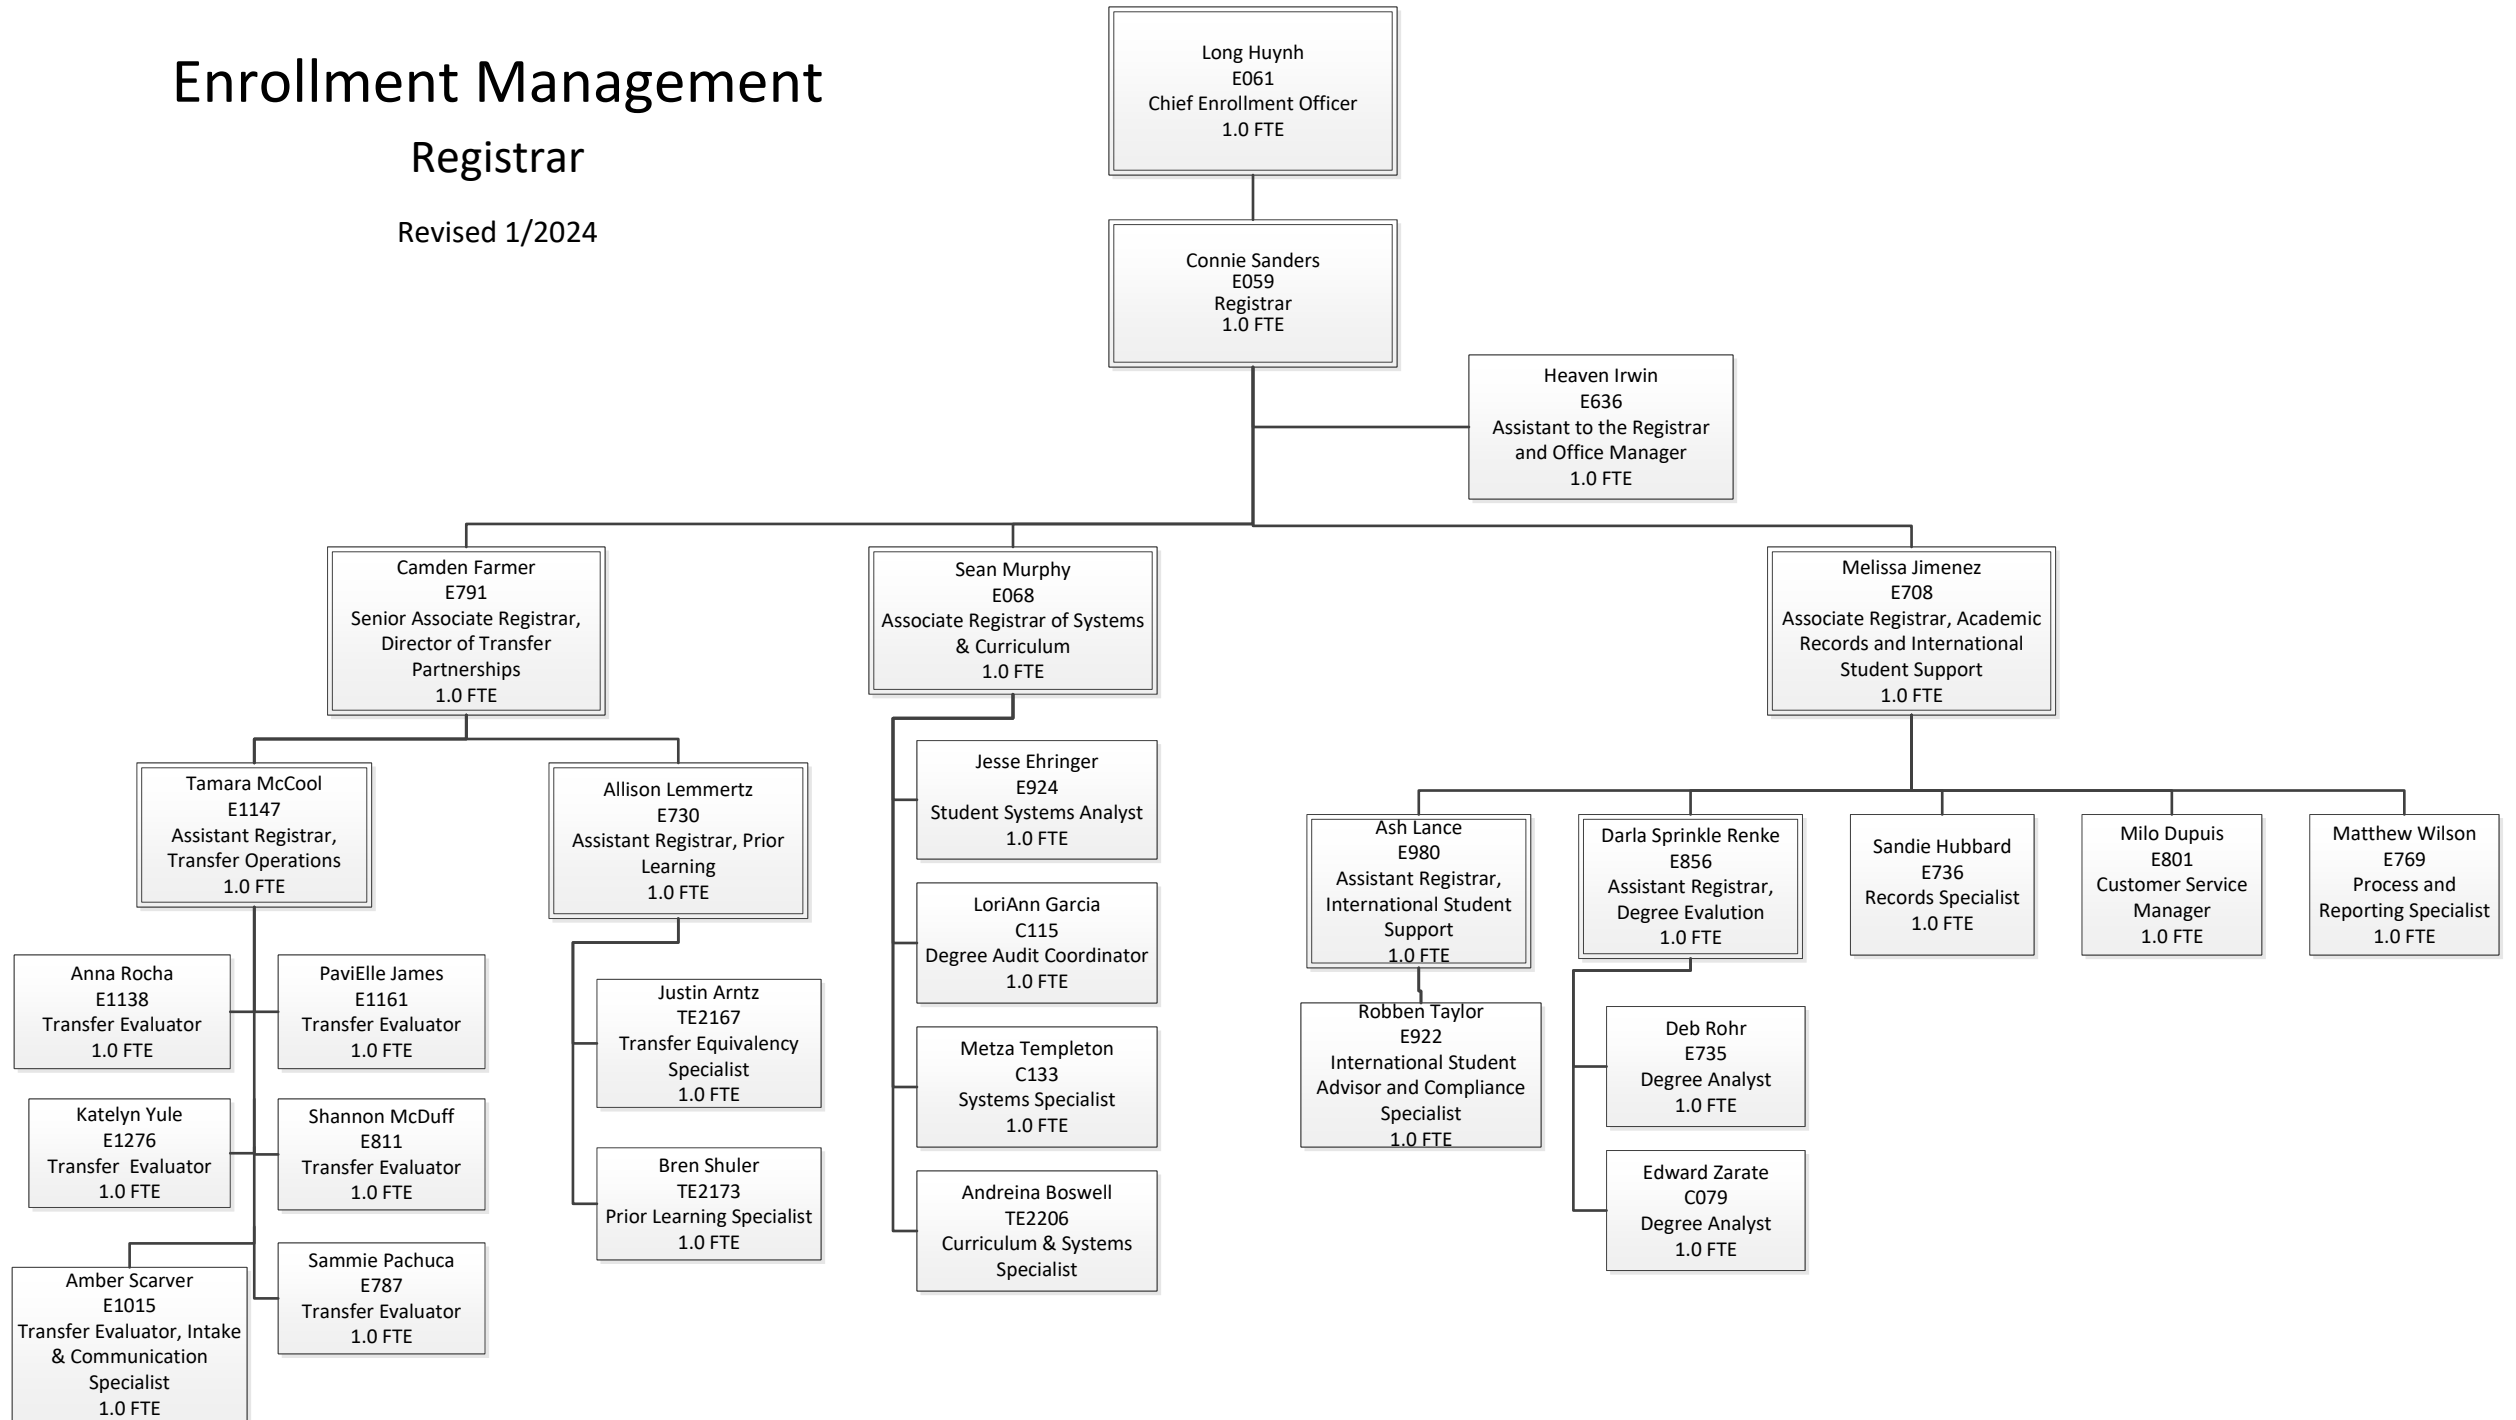 Enrollment Management
Registrar
Revised 1/2024
Long Huynh
E061
Chief Enrollment Officer
1.0 FTE
Connie Sanders
E059
Registrar
1.0 FTE
Heaven Irwin
E636
Assistant to the Registrar
and Office Manager
1.0 FTE
Camden Farmer
E791
Senior Associate Registrar,
Director of Transfer
Partnerships
1.0 FTE
Sean Murphy
E068
Associate Registrar of Systems
& Curriculum
1.0 FTE
Melissa Jimenez
E708
Associate Registrar, Academic
Records and International
Student Support
1.0 FTE
Tamara McCool
E1147
Assistant Registrar,
Transfer Operations
1.0 FTE
Allison Lemmertz
E730
Assistant Registrar, Prior
Learning
1.0 FTE
Jesse Ehringer
E924
Student Systems Analyst
1.0 FTE
LoriAnn Garcia
C115
Degree Audit Coordinator
1.0 FTE
Metza Templeton
C133
Systems Specialist
1.0 FTE
Andreina Boswell
TE2206
Curriculum & Systems
Specialist
Ash Lance
E980
Assistant Registrar,
International Student
Support
1.0 FTE
Darla Sprinkle Renke
E856
Assistant Registrar,
Degree Evalution
1.0 FTE
Sandie Hubbard
E736
Records Specialist
1.0 FTE
Milo Dupuis
E801
Customer Service
Manager
1.0 FTE
Matthew Wilson
E769
Process and
Reporting Specialist
1.0 FTE
Anna Rocha
E1138
Transfer Evaluator
1.0 FTE
PaviElle James
E1161
Transfer Evaluator
1.0 FTE
Katelyn Yule
E1276
Transfer  Evaluator
1.0 FTE
Shannon McDuff
E811
Transfer Evaluator
1.0 FTE
Amber Scarver
E1015
Transfer Evaluator, Intake
& Communication
Specialist
1.0 FTE
Sammie Pachuca
E787
Transfer Evaluator
1.0 FTE
Justin Arntz
TE2167
Transfer Equivalency
Specialist
1.0 FTE
Bren Shuler
TE2173
Prior Learning Specialist
1.0 FTE
Robben Taylor
E922
International Student
Advisor and Compliance
Specialist
1.0 FTE
Deb Rohr
E735
Degree Analyst
1.0 FTE
Edward Zarate
C079
Degree Analyst
1.0 FTE